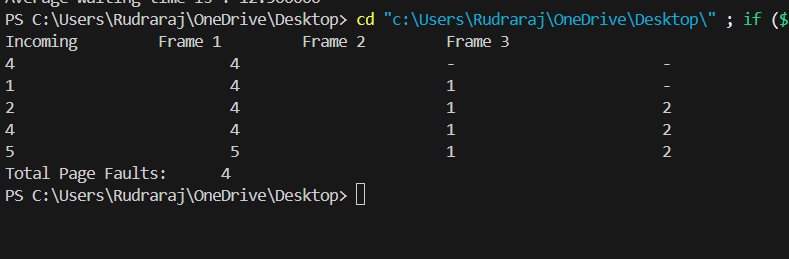 Average waiting time is : 12.500000
PS C:\Users\Rudraraj\OneDrive\Desktop> cd "c:\Users\Rudraraj\OneDrive\Desktop\" ; if ($
Incoming Frame 1 Frame 2 Frame 3
4 4 - -
1 4 1 -
2 4 1 2
4 4 1 2
5 5 1 2
Total Page Faults: 4
PS C:\Users\Rudraraj\OneDrive\Desktop>